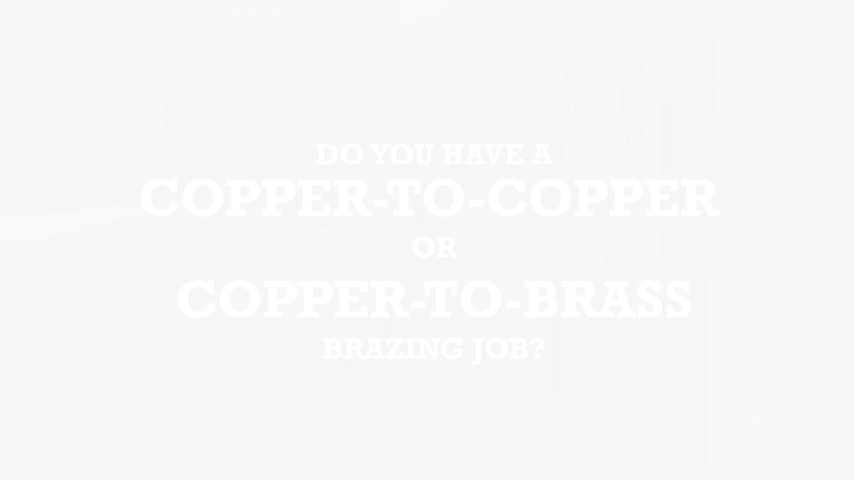 DO YOU HAVE A
COPPER-TO-COPPER
OR
COPPER-TO-BRASS
BRAZING JOB?